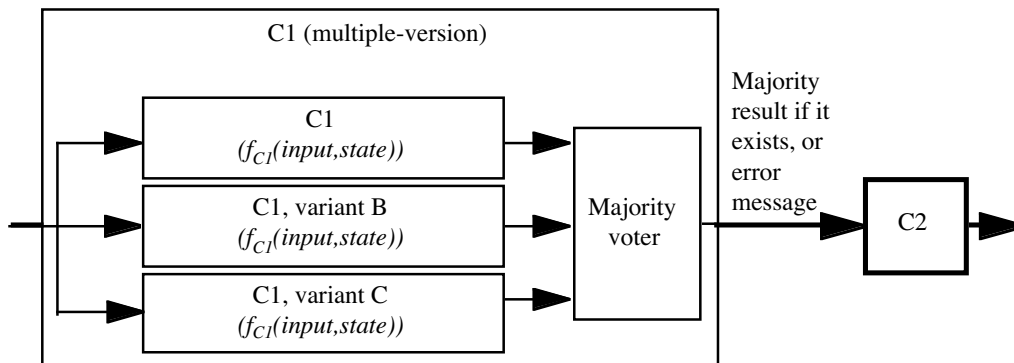 C1 (multiple-version)
C1
(fC1(input,state))
C1, variant B
(fC1(input,state))
C1, variant C
(fC1(input,state))
Majority
voter
Majority
result if it
exists, or
error
message
C2